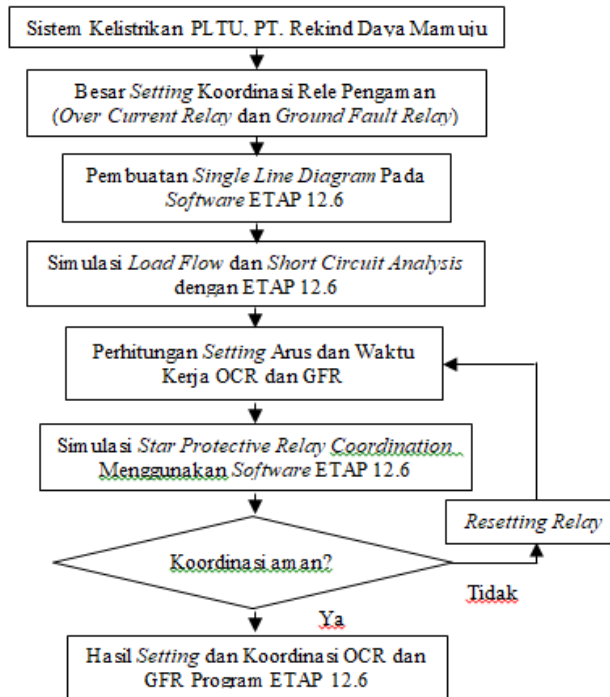 Sistem Kelistrikan PLTU, PT. Rekind Daya Mamuju
Besar Setting Koordinasi Rele Pengaman
(Over Current Relay dan Ground Fault Relay)
Pembuatan Single Line Diagram Pada
Software ETAP 12.6
Simulasi Load Flow dan Short Circuit Analysis
dengan ETAP 12.6
Perhitungan Setting Arus dan Waktu
Kerja OCR dan GFR
Simulasi Star Protective Relay Coordination
Menggunakan Software ETAP 12.6
Resetting Relay
Koordinasi aman?
Tidak
Ya
Hasil Setting dan Koordinasi OCR dan
GFR Program ETAP 12.6